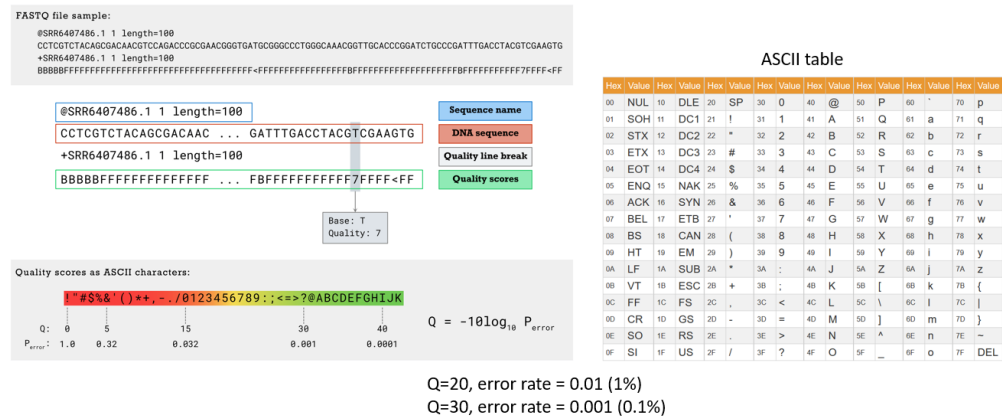 FASTQ file sample:
@SRR6407486.1 1 length=100
CCTCGTCTACAGCGACAACGTCCAGACCCGCGAACGGGTGATGCGGGCCCTGGGCAAACGGTTGCACCCGGATCTGCCCGATTTGACCTACGTCGAAGTG
+SRR6407486.1 1 length=100
BBBBBFFFFFFFFFFFFFFFFFFFFFFFFFFFFFFFFFF<FFFFFFFFFFFFFFFFFBFFFFFFFFFFFFFFFFFFFFFBFFFFFFFFFFFF7FFFF<FF
@SRR6407486.1 1 length=100 Sequence name
CCTCGTCTACAGCGACAAC ... GATTTGACCTACGTCGAAGTG DNA sequence
+SRR6407486.1 1 length=100 Quality line break
BBBBBFFFFFFFFFFFFFF ... FBFFFFFFFFFFF7FFFF<FF Quality scores
Base: T
Quality: 7
Quality scores as ASCII characters:
!"#$%&'()*+,-./0123456789:;<=>?@ABCDEFGHIJK
Q: 0 5 15 30 40
Perror: 1.0 0.32 0.032 0.001 0.0001
Q = -10log10 Perror
ASCII table
Hex Value Hex Value Hex Value Hex Value Hex Value Hex Value Hex Value Hex Value
00 NUL 10 DLE 20 SP 30 0 40 @ 50 P 60 ` 70 p
01 SOH 11 DC1 21 ! 31 1 41 A 51 Q 61 a 71 q
02 STX 12 DC2 22 " 32 2 42 B 52 R 62 b 72 r
03 ETX 13 DC3 23 # 33 3 43 C 53 S 63 c 73 s
04 EOT 14 DC4 24 $ 34 4 44 D 54 T 64 d 74 t
05 ENQ 15 NAK 25 % 35 5 45 E 55 U 65 e 75 u
06 ACK 16 SYN 26 & 36 6 46 F 56 V 66 f 76 v
07 BEL 17 ETB 27 ' 37 7 47 G 57 W 67 g 77 w
08 BS 18 CAN 28 ( 38 8 48 H 58 X 68 h 78 x
09 HT 19 EM 29 ) 39 9 49 I 59 Y 69 i 79 y
0A LF 1A SUB 2A * 3A : 4A J 5A Z 6A j 7A z
0B VT 1B ESC 2B + 3B ; 4B K 5B [ 6B k 7B {
0C FF 1C FS 2C , 3C < 4C L 5C \ 6C l 7C |
0D CR 1D GS 2D - 3D = 4D M 5D ] 6D m 7D }
0E SO 1E RS 2E . 3E > 4E N 5E ^ 6E n 7E ~
0F SI 1F US 2F / 3F ? 4F O 5F _ 6F o 7F DEL
Q=20, error rate = 0.01 (1%)
Q=30, error rate = 0.001 (0.1%)